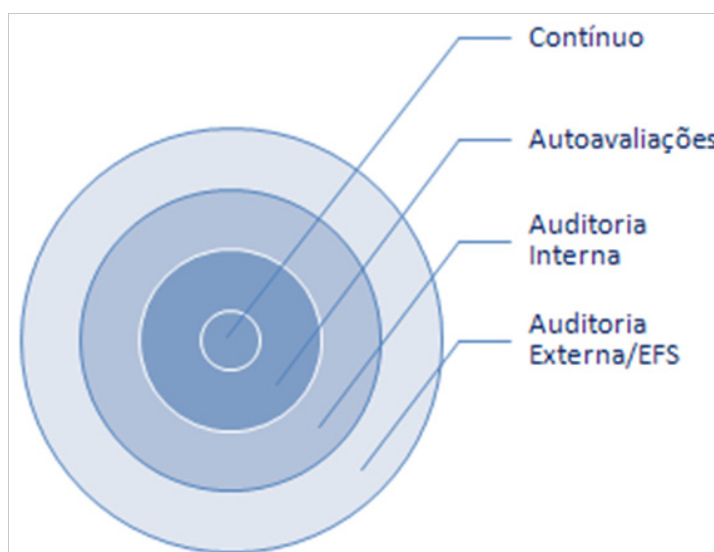 Contínuo
Autoavaliações
Auditoria
Interna
Auditoria
Externa/EFS